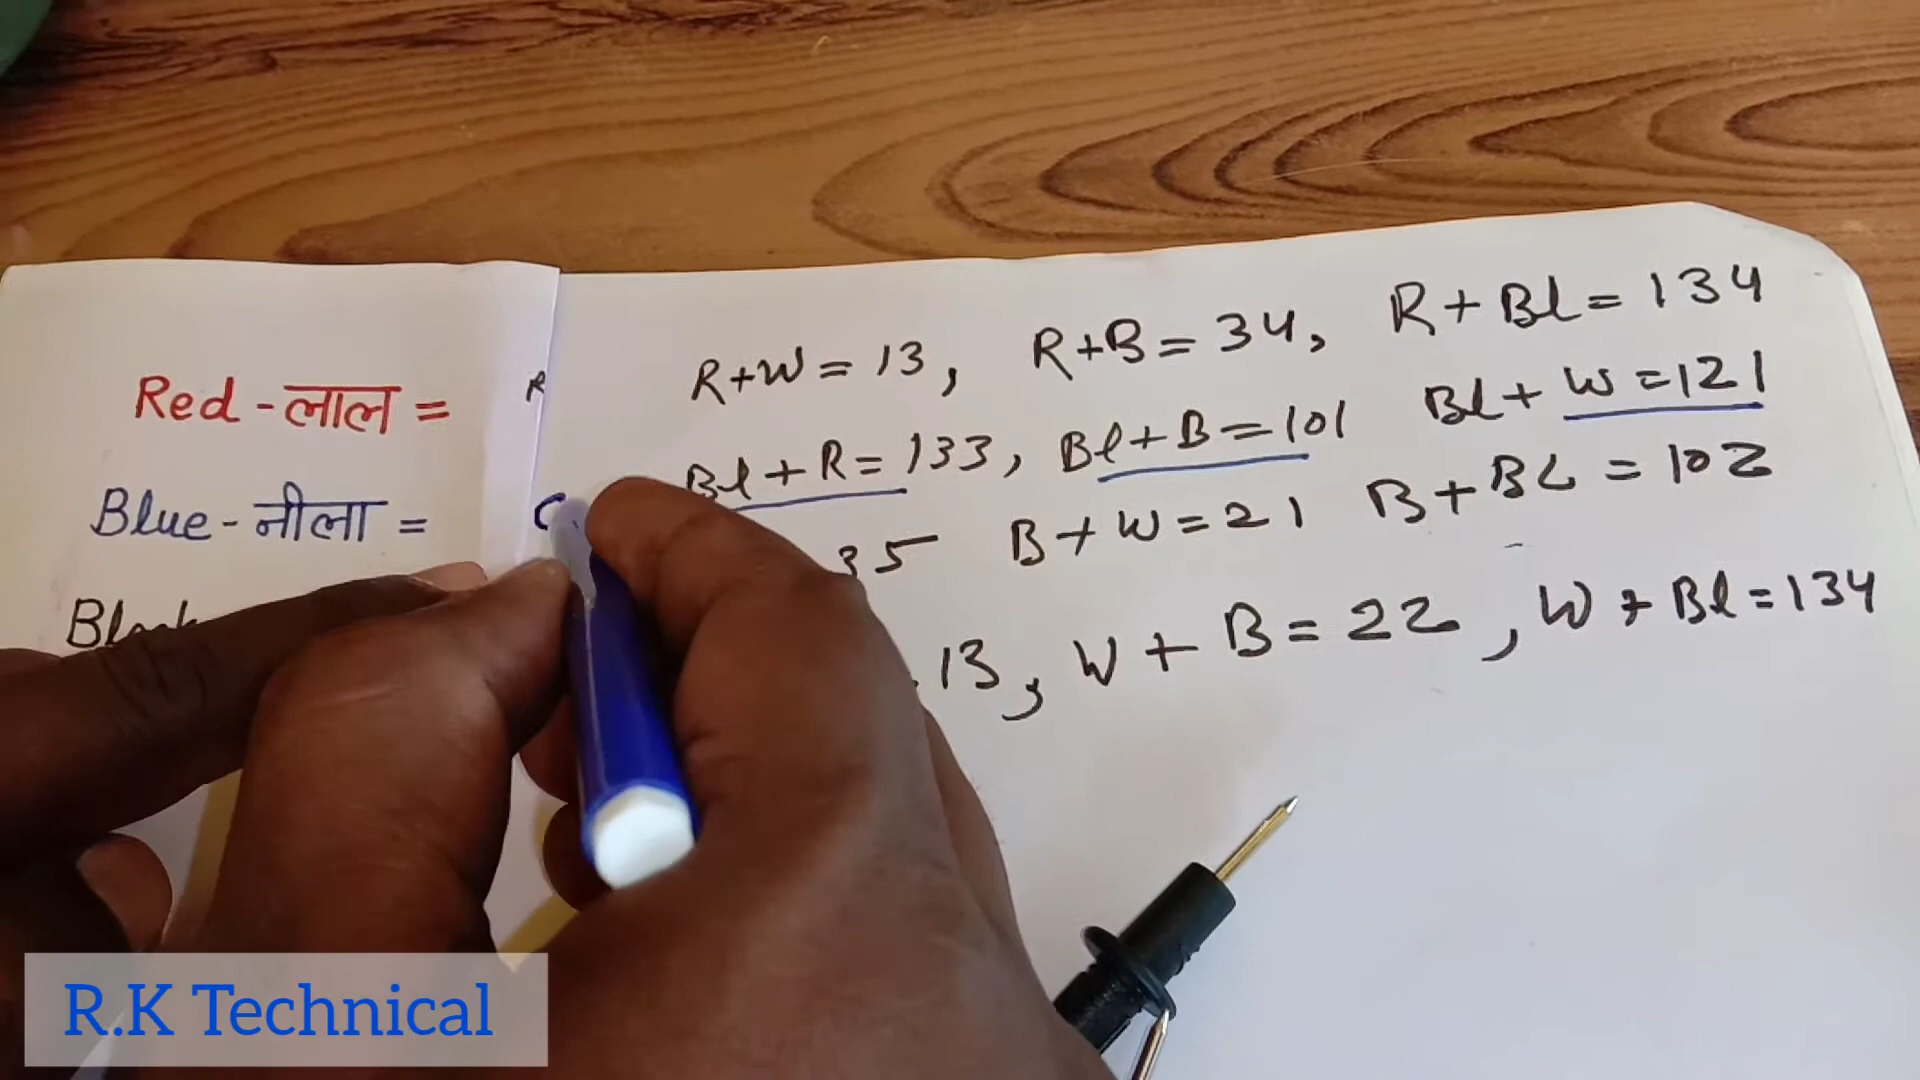 R+W = 13, R+B = 34, R+Bl = 134
Red - लाल = R
Bl+R = 133, Bl+B = 101 Bl+W = 121
Blue - नीला = C
35 B+W = 21 B+BL = 102
13, W+B = 22, W+Bl = 134
R.K Technical